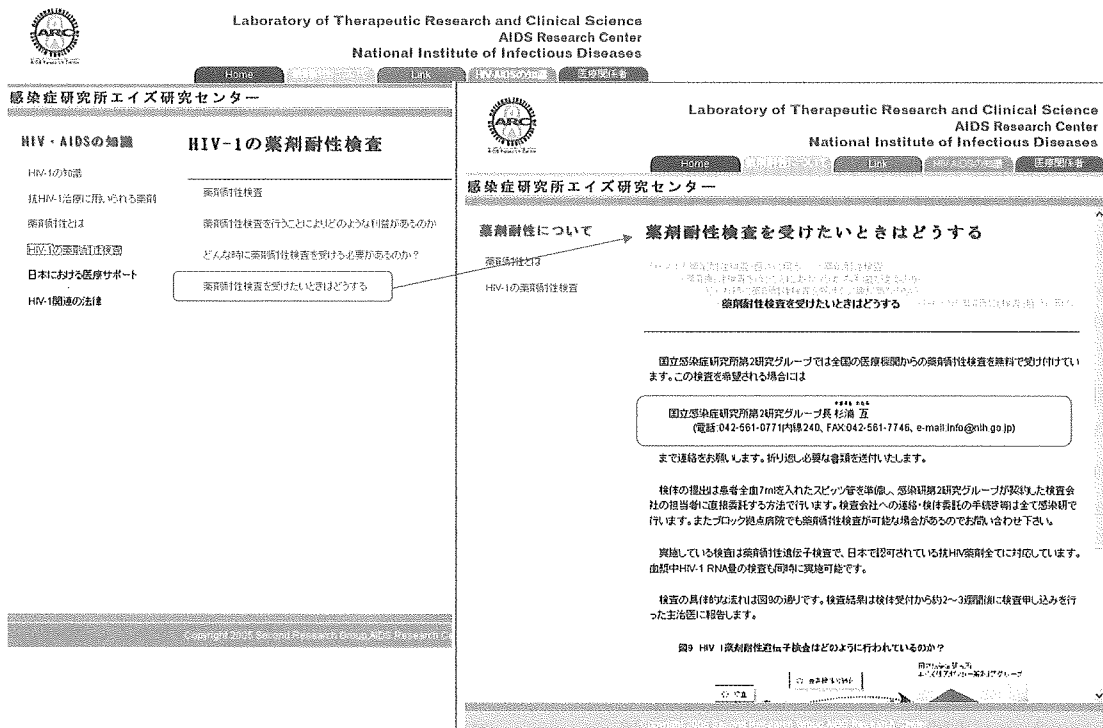 Laboratory of Therapeutic Research and Clinical Science
AIDS Research Center
National Institute of Infectious Diseases
ARC
Home
Link
HIV・AIDSの知識
医療関係者
感染症研究所エイズ研究センター
HIV・AIDSの知識
HIV-1の知識
抗HIV-1治療に用いられる薬剤
薬剤耐性とは
HIV-1の薬剤耐性検査
日本における医療サポート
HIV-1関連の法律
HIV-1の薬剤耐性検査
薬剤耐性検査
薬剤耐性検査を行うことによりどのような利益があるのか
どんな時に薬剤耐性検査を受ける必要があるのか?
薬剤耐性検査を受けたいときはどうする
Copyright 2005 Second Research Group, AIDS Research Ce
Laboratory of Therapeutic Research and Clinical Science
AIDS Research Center
National Institute of Infectious Diseases
ARC
Home
Link
医療関係者
感染症研究所エイズ研究センター
薬剤耐性について
薬剤耐性とは
HIV-1の薬剤耐性検査
薬剤耐性検査を受けたいときはどうする
薬剤耐性検査を受けたいときはどうする
国立感染症研究所第2研究グループでは全国の医療機関からの薬剤耐性検査を無料で受け付けてい
ます。この検査を希望される場合には
国立感染症研究所第2研究グループ長 杉浦 亙
(電話:042-561-0771内線240、FAX:042-561-7746、e-mail:info@nih.go.jp)
まで連絡をお願いします。折り返し必要な書類を送付いたします。
検体の提出は患者全血7mlを入れたスピッツ管を準備し、感染研第2研究グループが契約した検査会
社の担当者に直接委託する方法で行います。検査会社への連絡・検体委託の手続き等は全て感染研で
行います。またブロック拠点病院でも薬剤耐性検査が可能な場合があるのでお問い合わせ下さい。
実施している検査は薬剤耐性遺伝子検査で、日本で認可されている抗HIV薬剤全てに対応しています。
血漿中HIV-1 RNA量の検査も同時に実施可能です。
検査の具体的な流れは図9の通りです。検査結果は検体受付から約2~3週間後に検査申し込みを行
った主治医に報告します。
図9 HIV-1薬剤耐性遺伝子検査はどのように行われているのか?